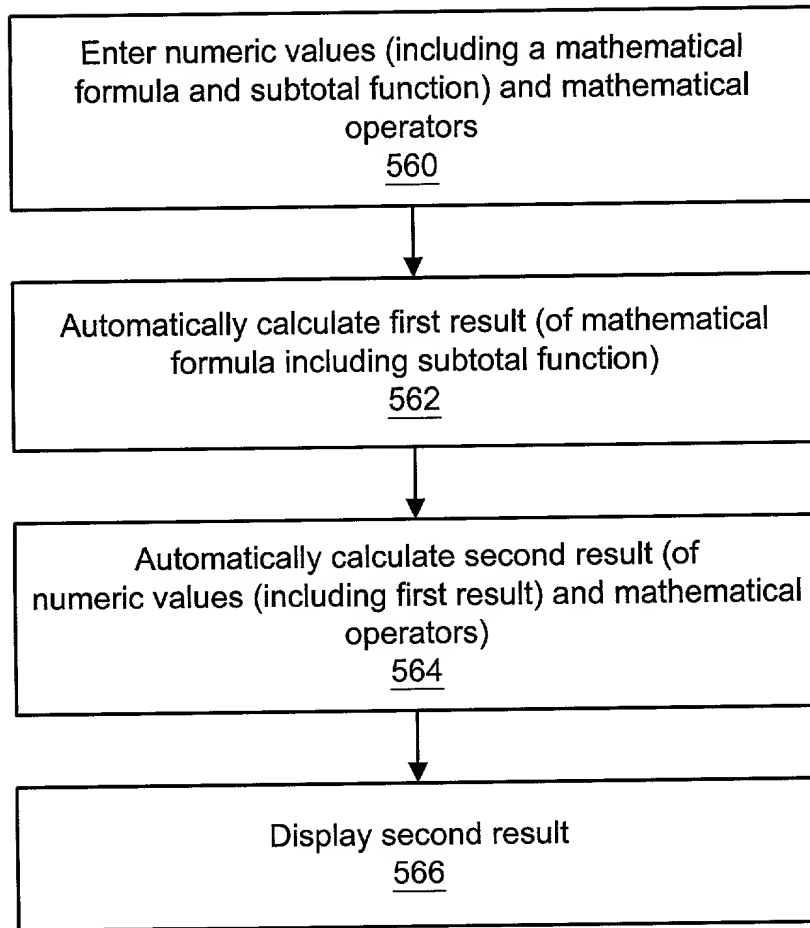 Enter numeric values (including a mathematical
formula and subtotal function) and mathematical
operators
560
Automatically calculate first result (of mathematical
formula including subtotal function)
562
Automatically calculate second result (of
numeric values (including first result) and mathematical
operators)
564
Display second result
566